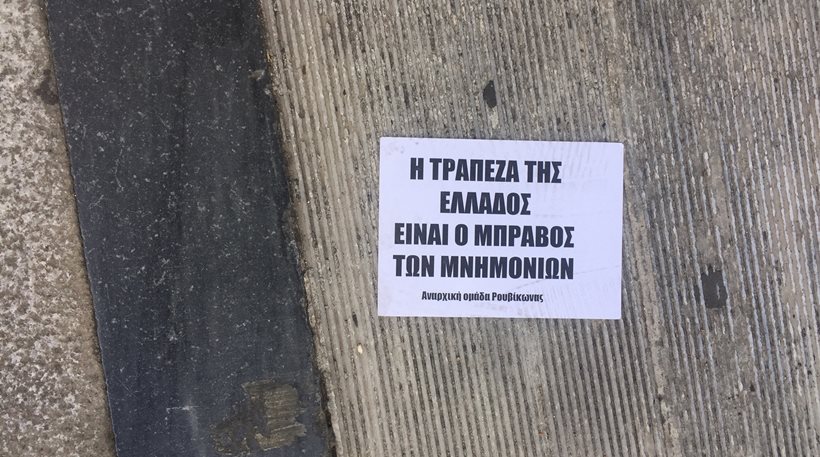 Η ΤΡΑΠΕΖΑ ΤΗΣ
ΕΛΛΑΔΟΣ
ΕΙΝΑΙ Ο ΜΠΡΑΒΟΣ
ΤΩΝ ΜΝΗΜΟΝΙΩΝ
Αναρχική ομάδα Ρουβίκωνας